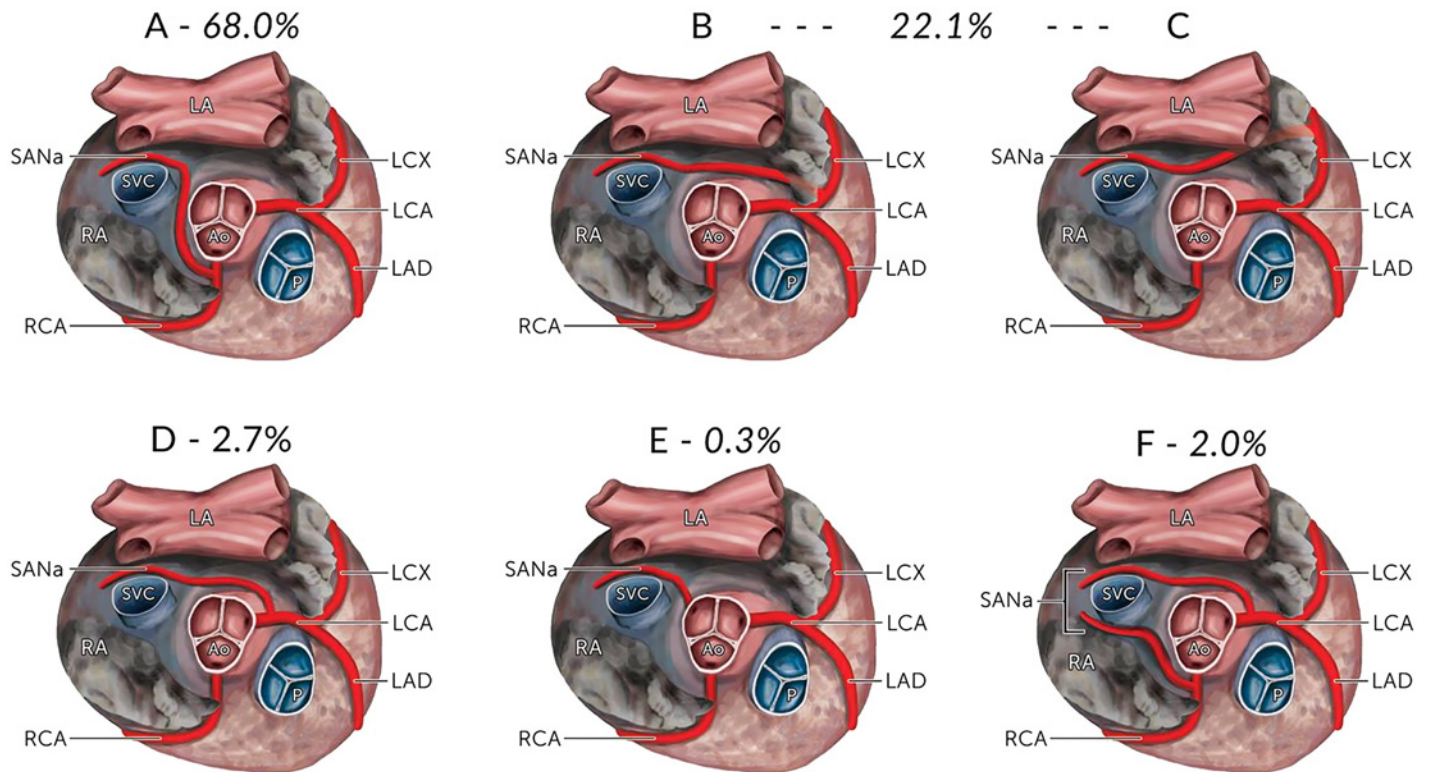 A - 68.0%
B - - - 22.1% - - - C
LA
LA
LA
SANa
SVC
LCX
SANa
SVC
LCX
SANa
SVC
LCX
LCA
LCA
LCA
RA
Ao
RA
Ao
RA
Ao
P
LAD
P
LAD
P
LAD
RCA
RCA
RCA
D - 2.7%
E - 0.3%
F - 2.0%
LA
LA
LA
SANa
SVC
LCX
SANa
SVC
LCX
SANa
SVC
LCX
LCA
LCA
LCA
RA
Ao
RA
Ao
RA
Ao
P
LAD
P
LAD
P
LAD
RCA
RCA
RCA